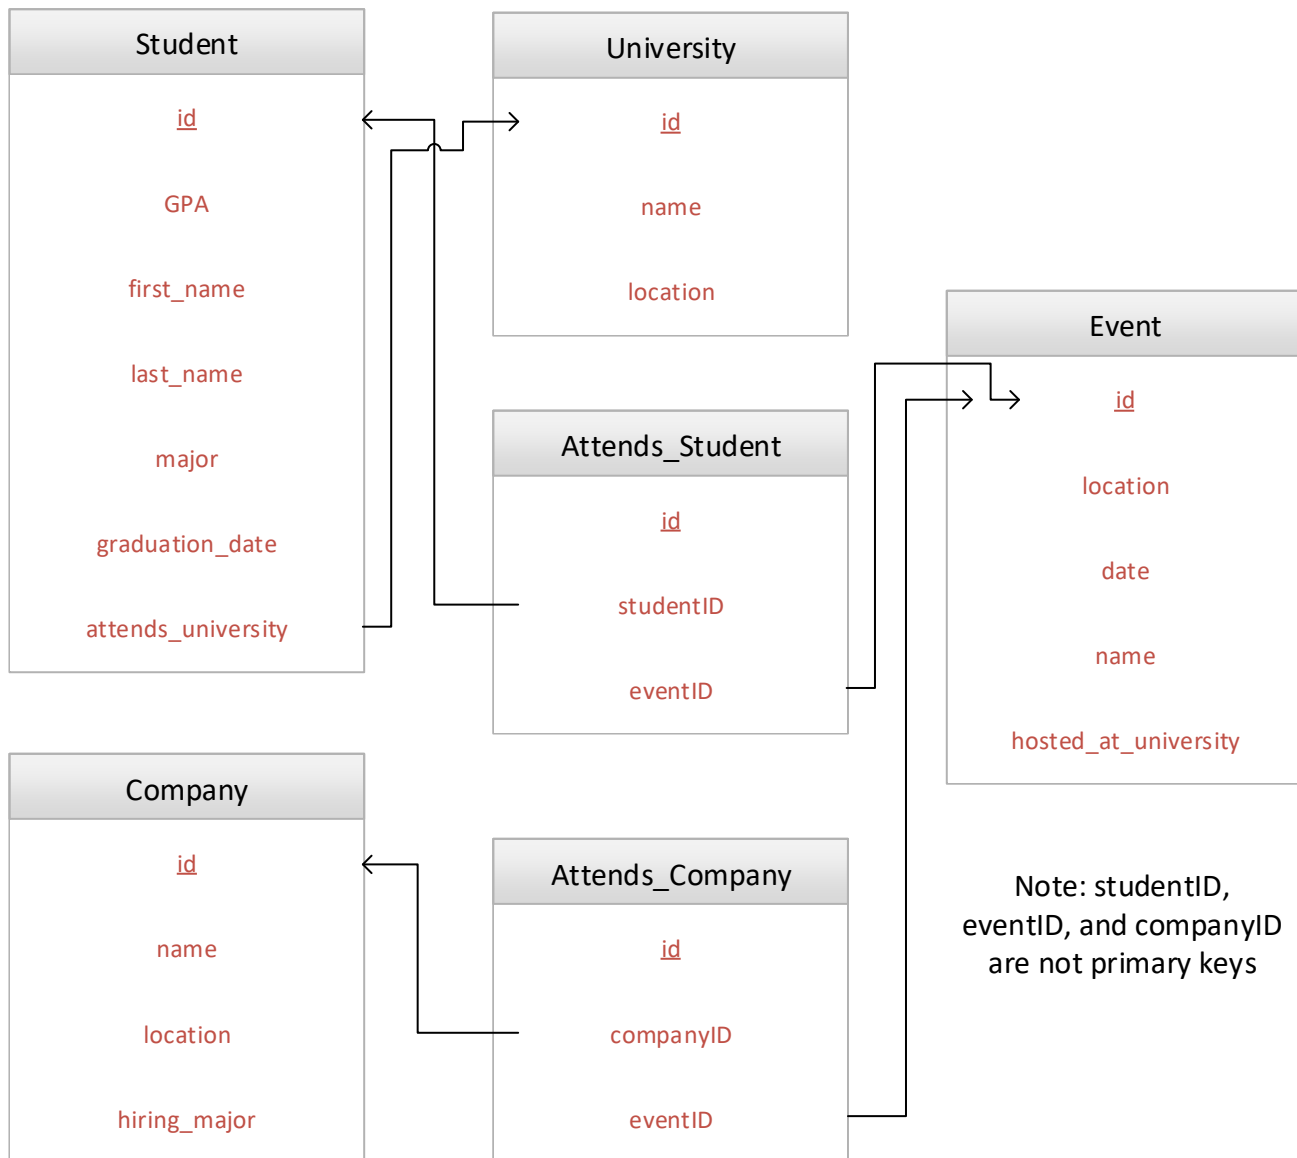 Student
id
GPA
first_name
last_name
major
graduation_date
attends_university
University
id
name
location
Attends_Student
id
studentID
eventID
Event
id
location
date
name
hosted_at_university
Company
id
name
location
hiring_major
Attends_Company
id
companyID
eventID
Note: studentID,
eventID, and companyID
are not primary keys